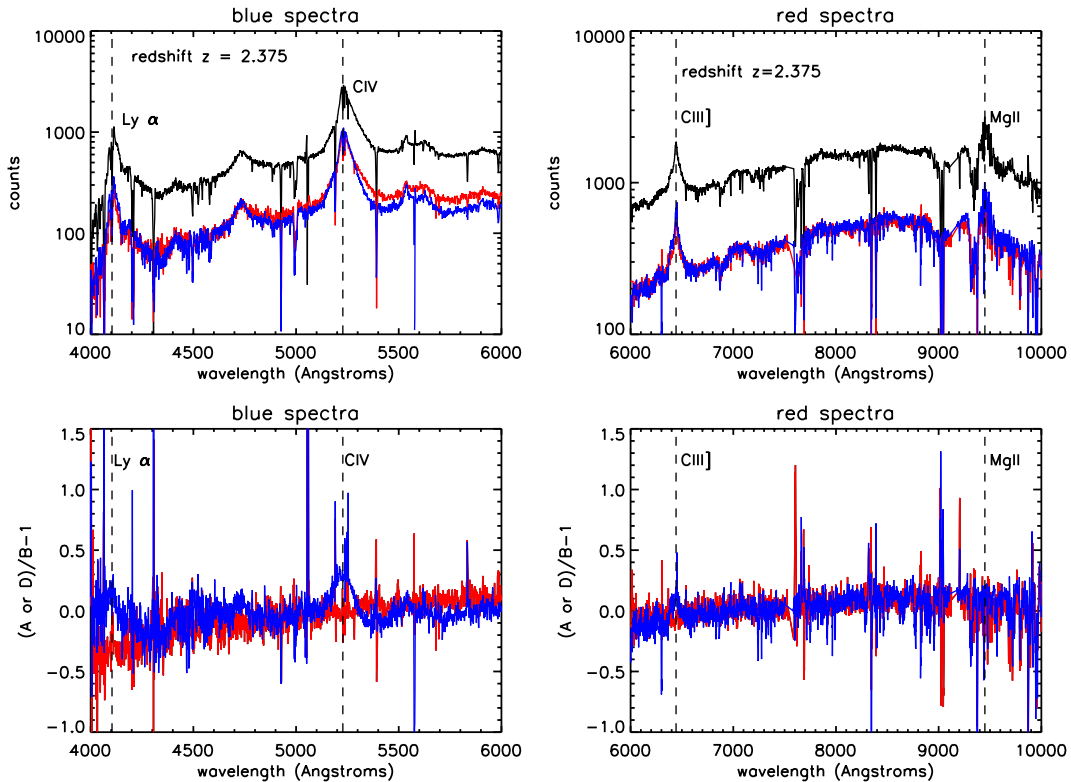 blue spectra
10000
1000
100
10
counts
redshift z = 2.375
Ly α
CIV
4000 4500 5000 5500 6000
wavelength (Angstroms)
red spectra
10000
1000
100
counts
redshift z=2.375
CIII]
MgII
6000 7000 8000 9000 10000
wavelength (Angstroms)
blue spectra
1.5
1.0
0.5
0.0
-0.5
-1.0
(A or D)/B-1
Ly α
CIV
4000 4500 5000 5500 6000
wavelength (Angstroms)
red spectra
1.5
1.0
0.5
0.0
-0.5
-1.0
(A or D)/B-1
CIII]
MgII
6000 7000 8000 9000 10000
wavelength (Angstroms)